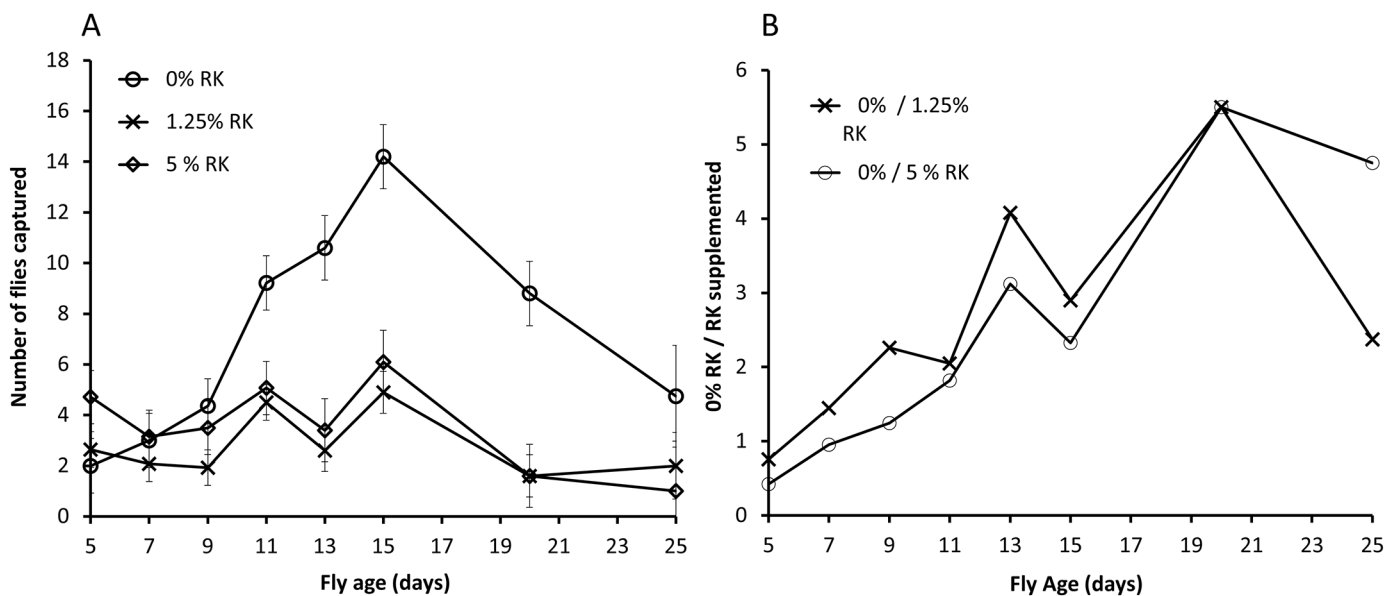 A
Number of flies captured
18
16
14
12
10
8
6
4
2
0
0% RK
1.25% RK
5 % RK
5 7 9 11 13 15 17 19 21 23 25
Fly age (days)
B
0% RK / RK supplemented
6
5
4
3
2
1
0
0% / 1.25%
RK
0% / 5 % RK
5 7 9 11 13 15 17 19 21 23 25
Fly Age (days)